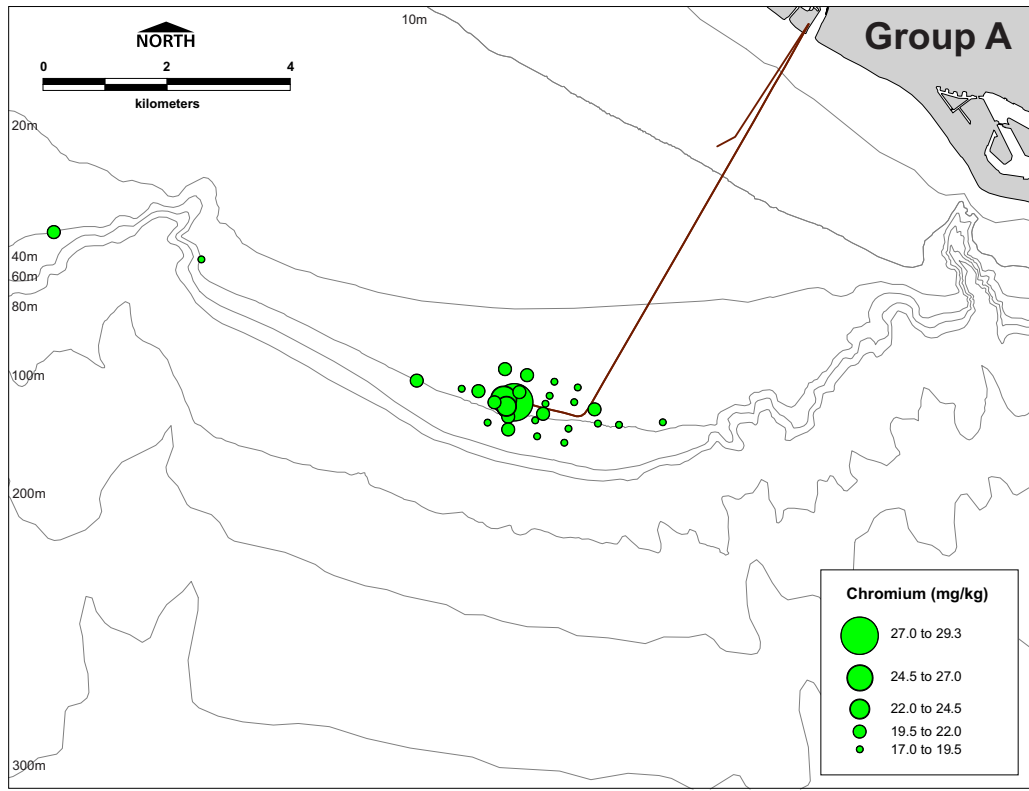 10m
NORTH
Group A
0 2 4
kilometers
20m
40m
60m
80m
100m
200m
300m
Chromium (mg/kg)
27.0 to 29.3
24.5 to 27.0
22.0 to 24.5
19.5 to 22.0
17.0 to 19.5